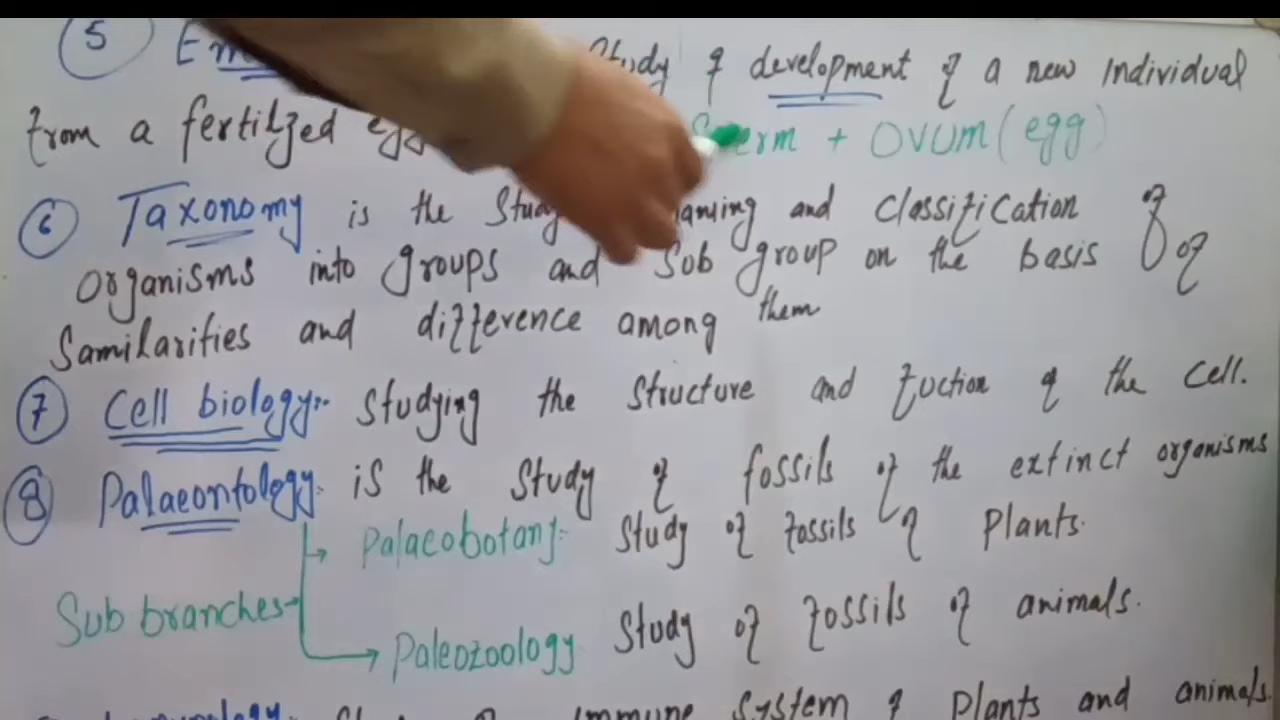 5 Study of development of a new individual
from a fertilzed egg Sperm + Ovum (egg)
6 Taxonomy is the Study naming and classification of
organisms into groups and Sub group on the basis of
Samilarities and difference among them
7 Cell biology:- Studying the Structure and fuction of the cell.
8 Palaeontology: is the study of fossils of the extinct organisms
Palaeobotany:- Study of fossils of Plants.
Sub branches
Paleozoology Study of fossils of animals.
immune System of Plants and animals.